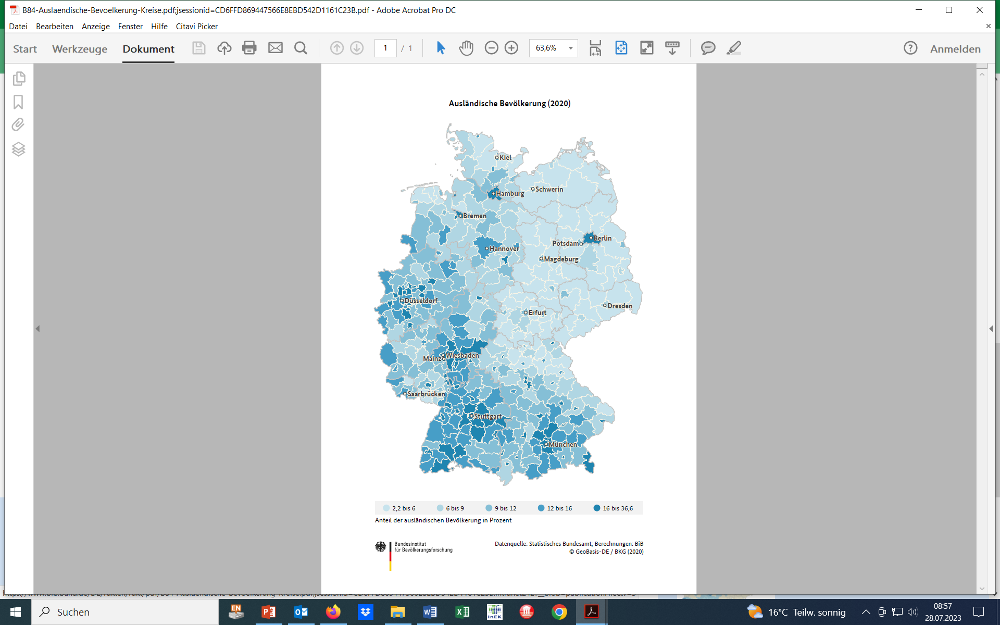 B84-Auslaendische-Bevoelkerung-Kreise.pdf;jsessionid=CD6FFD869447566E8EBD542D1161C23B.pdf - Adobe Acrobat Pro DC
Datei Bearbeiten Anzeige Fenster Hilfe Citavi Picker
Start Werkzeuge Dokument 1 / 1 63,6% Anmelden
Ausländische Bevölkerung (2020)
Kiel
Schwerin
Hamburg
Bremen
Berlin
Potsdam
Hannover
Magdeburg
Düsseldorf
Dresden
Erfurt
Wiesbaden
Mainz
Saarbrücken
Stuttgart
München
2,2 bis 6 6 bis 9 9 bis 12 12 bis 16 16 bis 36,6
Anteil der ausländischen Bevölkerung in Prozent
Bundesinstitut
für Bevölkerungsforschung
Datenquelle: Statistisches Bundesamt; Berechnungen: BiB
© GeoBasis-DE / BKG (2020)
Suchen
EN
InEK
16°C Teilw. sonnig
08:57
28.07.2023